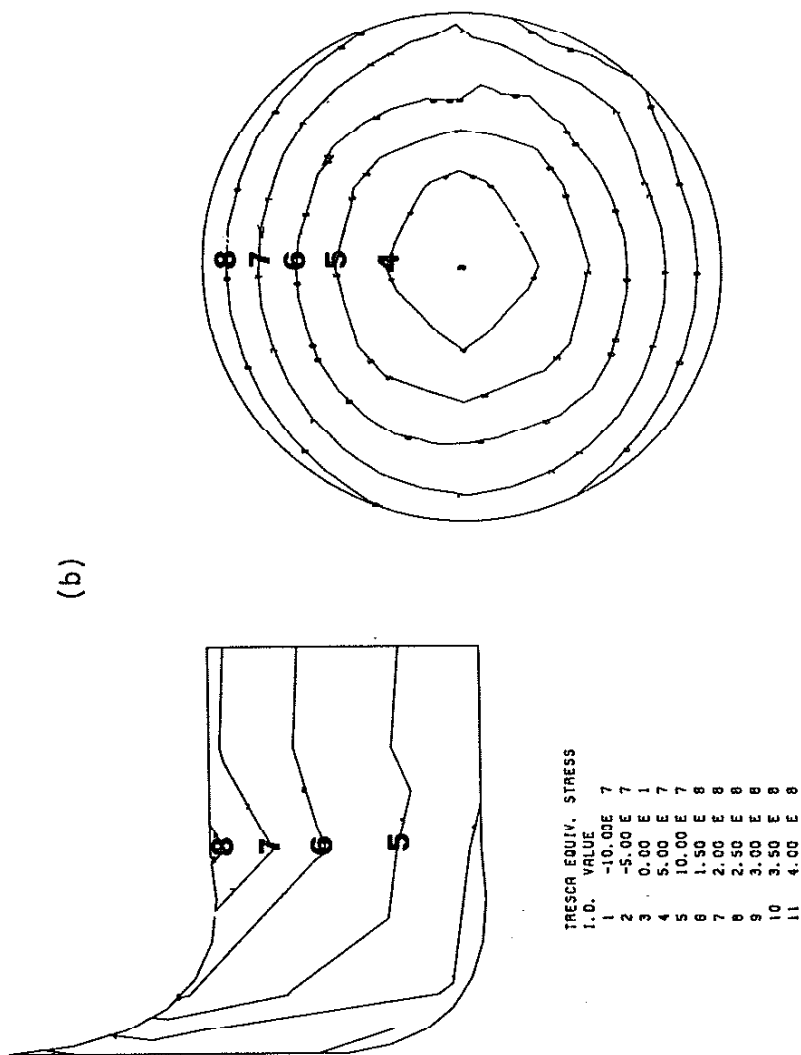 8
7
6
5
4
(b)
8
7
6
5
TRESCA EQUIV. STRESS
I.D. VALUE
1 -10.00E 7
2 -5.00 E 7
3 0.00 E 1
4 5.00 E 7
5 10.00 E 7
6 1.50 E 8
7 2.00 E 8
8 2.50 E 8
9 3.00 E 8
10 3.50 E 8
11 4.00 E 8